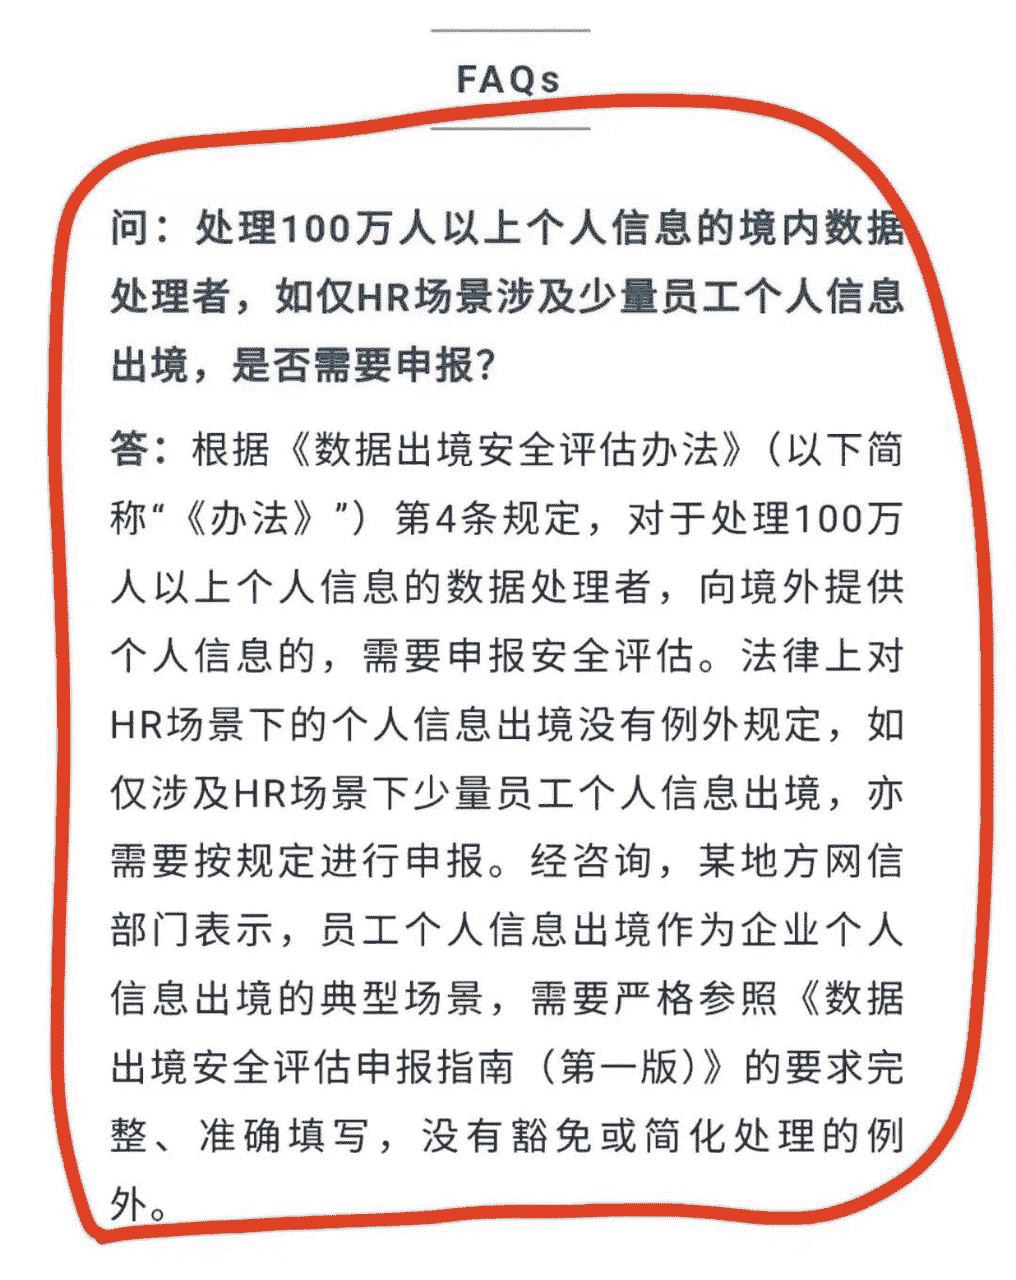 FAQs
问：处理100万人以上个人信息的境内数据
处理者，如仅HR场景涉及少量员工个人信息
出境，是否需要申报？
答：根据《数据出境安全评估办法》（以下简
称“《办法》”）第4条规定，对于处理100万
人以上个人信息的数据处理者，向境外提供
个人信息的，需要申报安全评估。法律上对
HR场景下的个人信息出境没有例外规定，如
仅涉及HR场景下少量员工个人信息出境，亦
需要按规定进行申报。经咨询，某地方网信
部门表示，员工个人信息出境作为企业个人
信息出境的典型场景，需要严格参照《数据
出境安全评估申报指南（第一版）》的要求完
整、准确填写，没有豁免或简化处理的例
外。